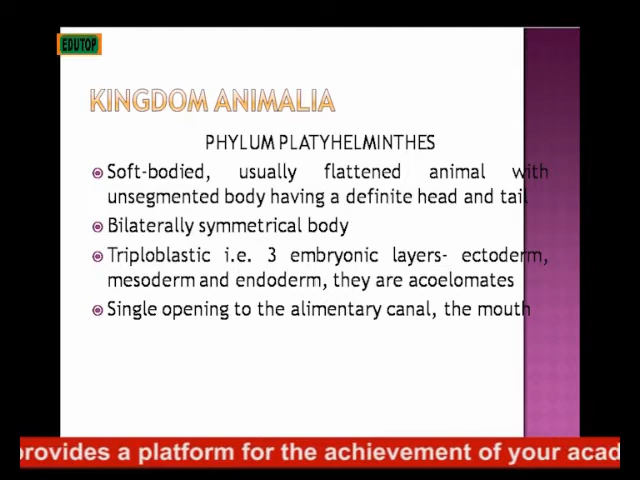 EDUTOP
KINGDOM ANIMALIA
PHYLUM PLATYHELMINTHES
Soft-bodied, usually flattened animal with
unsegmented body having a definite head and tail
Bilaterally symmetrical body
Triploblastic i.e. 3 embryonic layers- ectoderm,
mesoderm and endoderm, they are acoelomates
Single opening to the alimentary canal, the mouth
provides a platform for the achievement of your acad